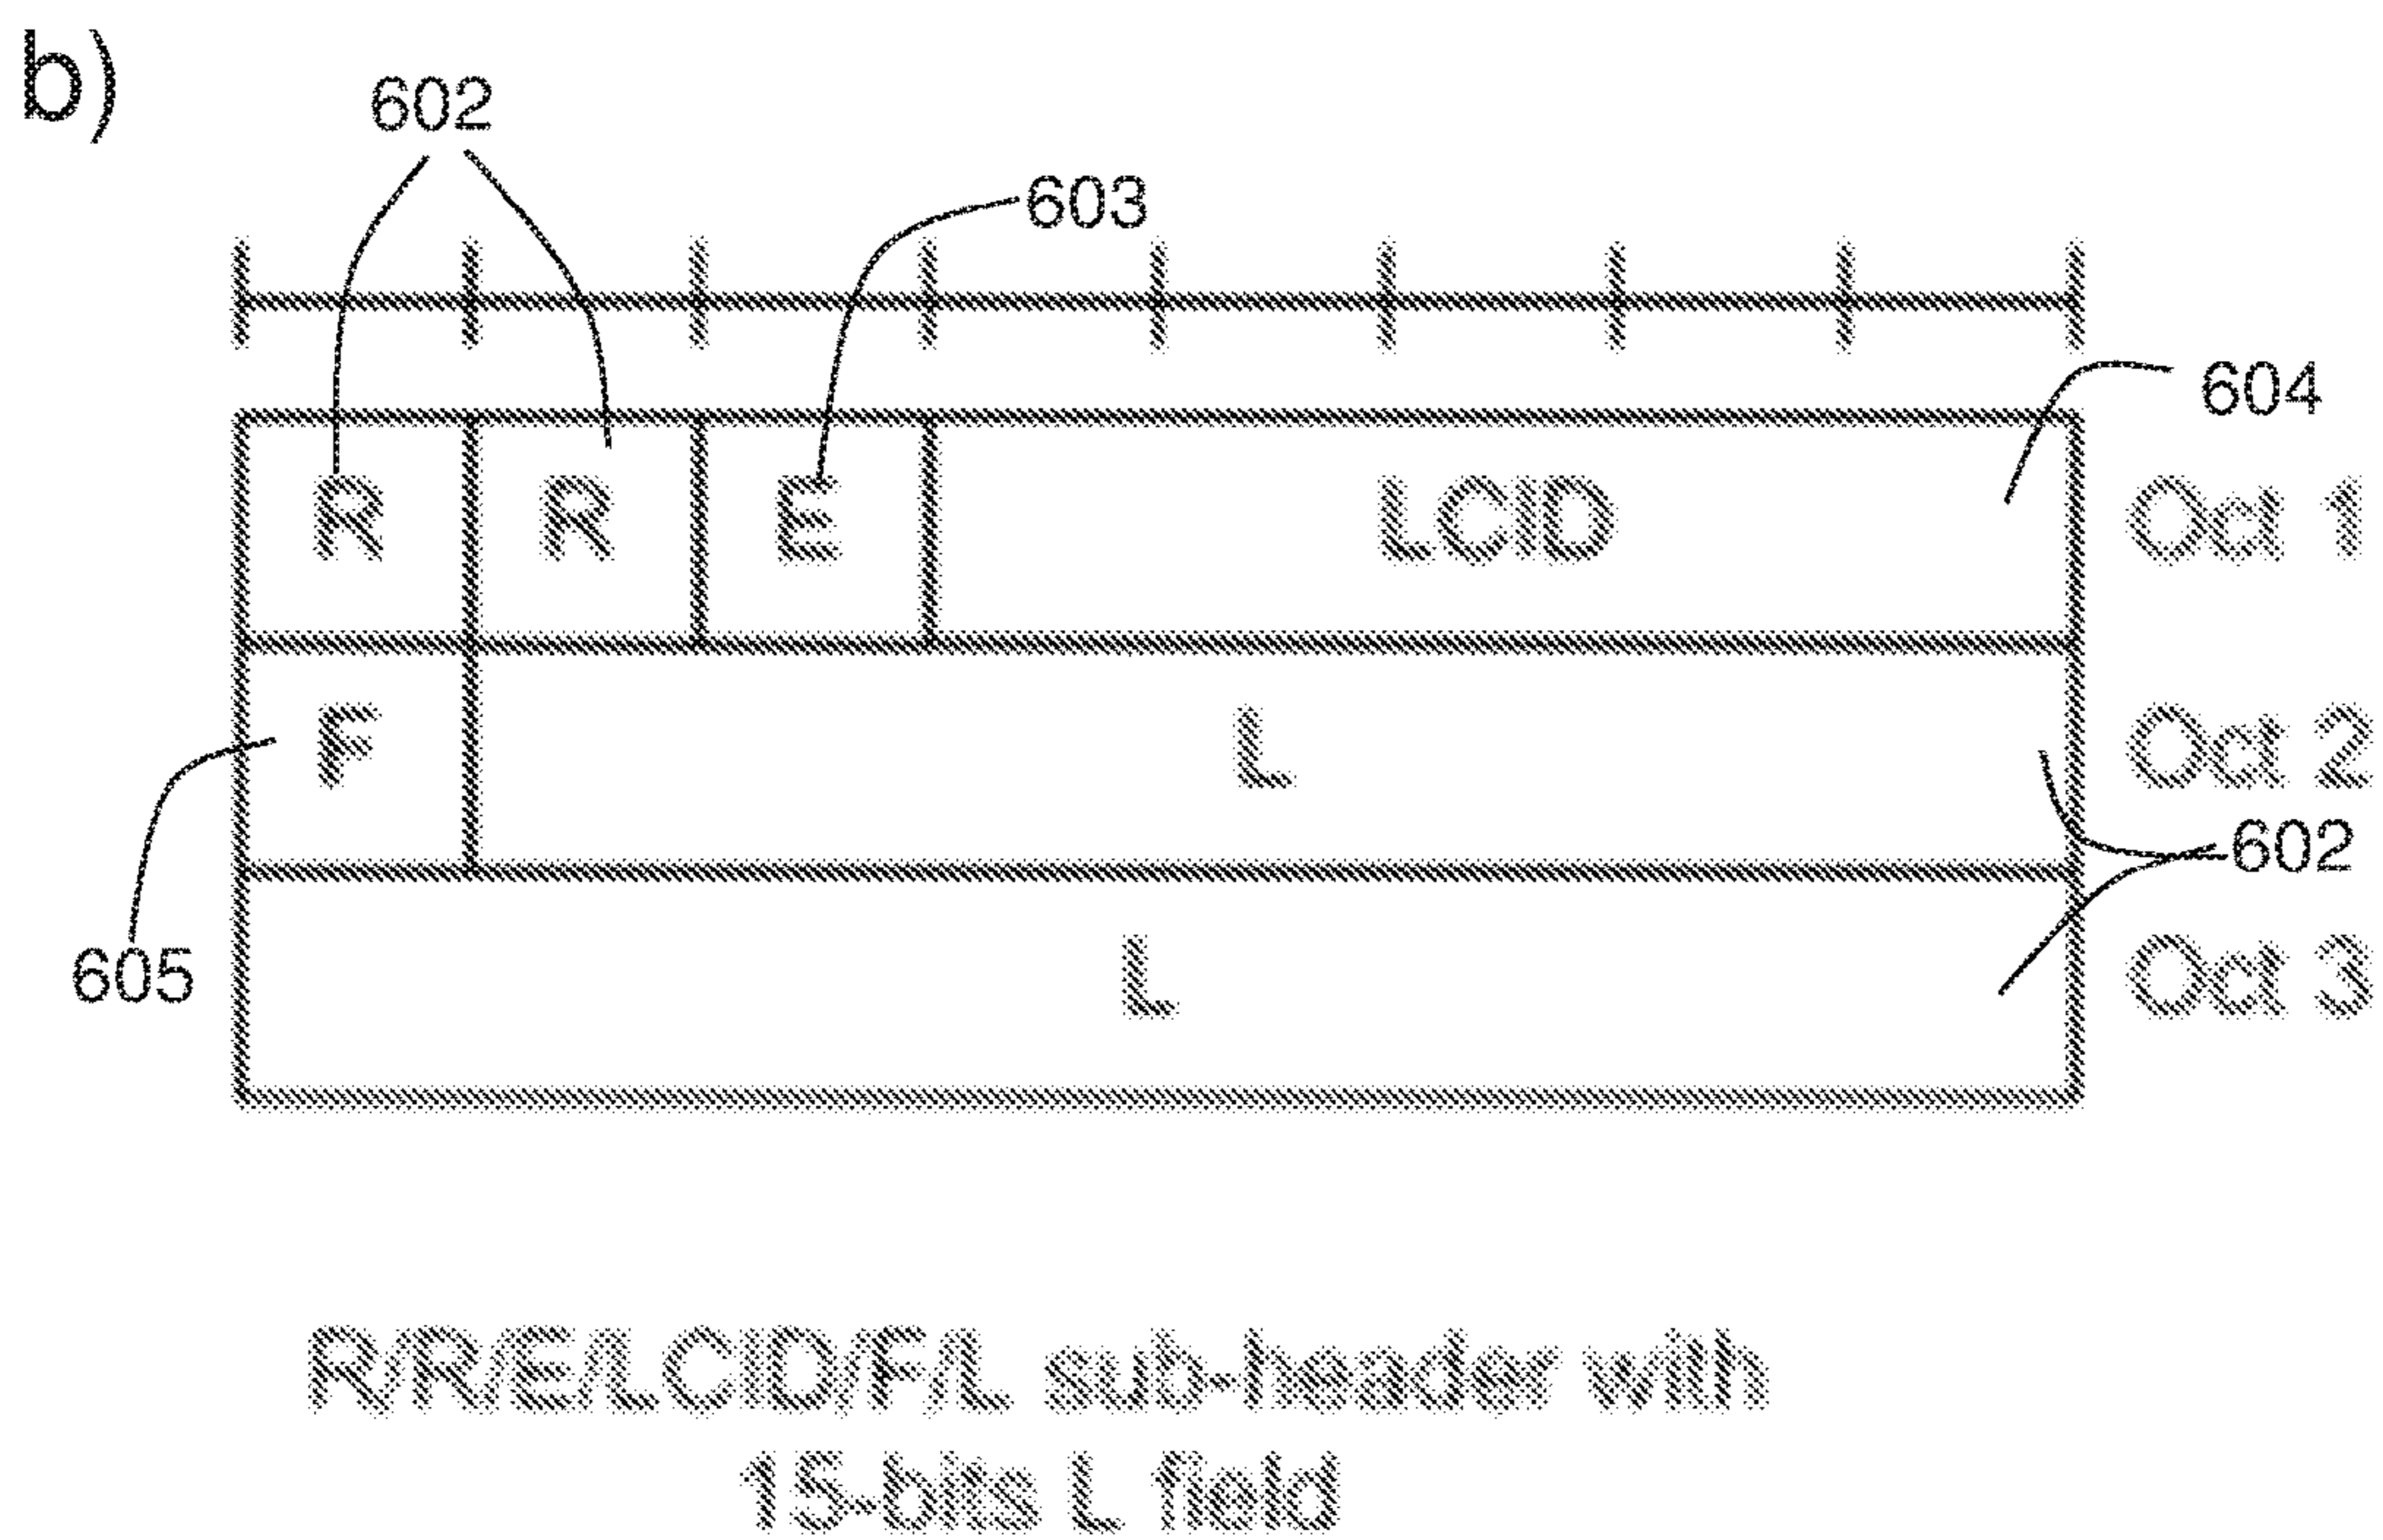 b)
602
603
604
R R E LCID Oct 1
F L Oct 2
602
605
L Oct 3
R/R/E/LCID/F/L sub-header with
15-bits L field